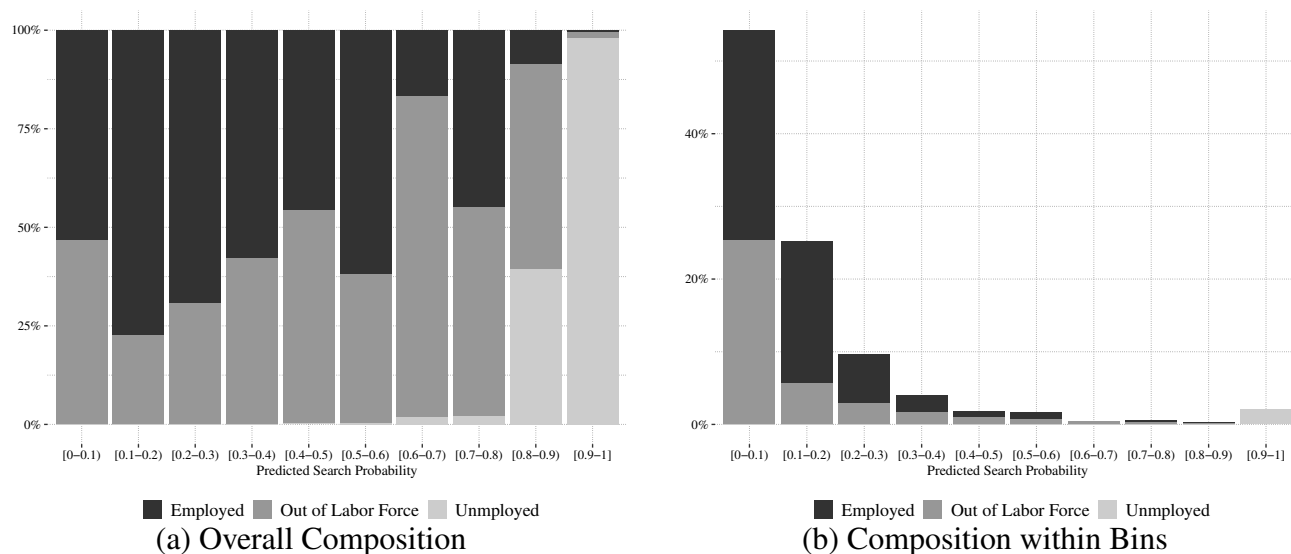 100%
75%
50%
25%
0%
[0−0.1) [0.1−0.2) [0.2−0.3) [0.3−0.4) [0.4−0.5) [0.5−0.6) [0.6−0.7) [0.7−0.8) [0.8−0.9) [0.9−1]
Predicted Search Probability
Employed Out of Labor Force Unmployed
(a) Overall Composition
40%
20%
0%
[0−0.1) [0.1−0.2) [0.2−0.3) [0.3−0.4) [0.4−0.5) [0.5−0.6) [0.6−0.7) [0.7−0.8) [0.8−0.9) [0.9−1]
Predicted Search Probability
Employed Out of Labor Force Unmployed
(b) Composition within Bins